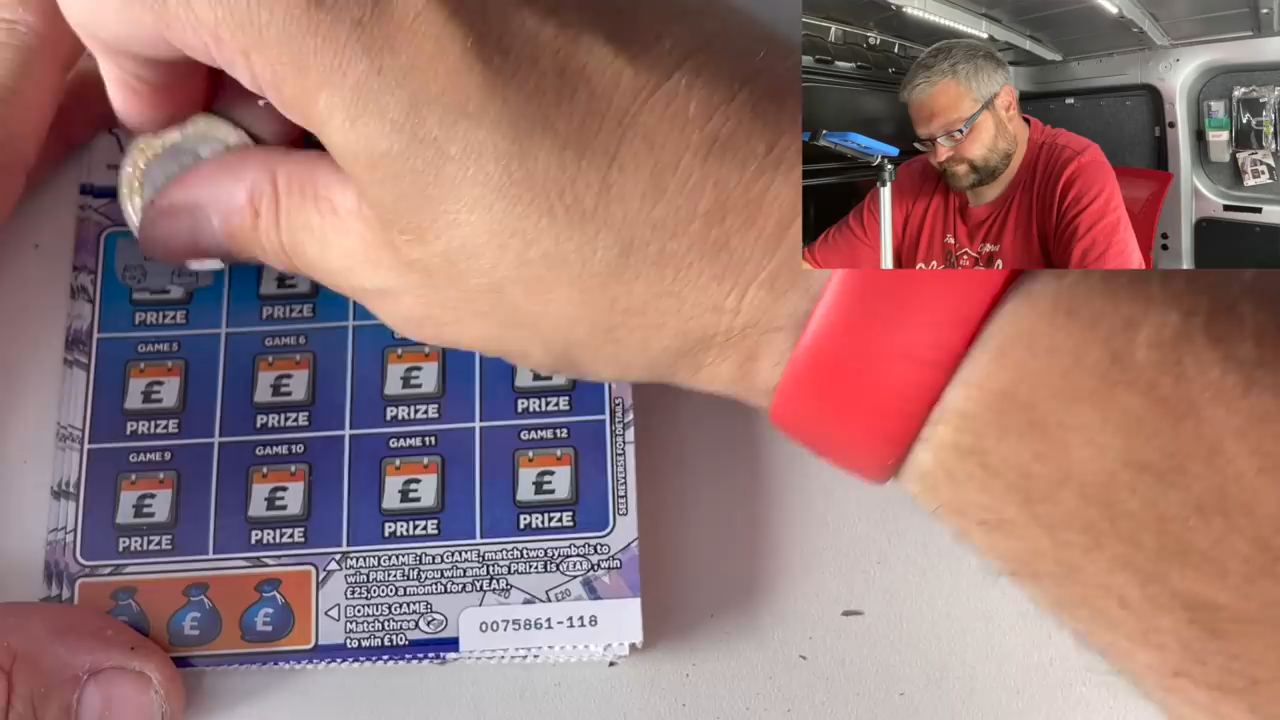 £
PRIZE
PRIZE
GAME 5
£
PRIZE
GAME 6
£
PRIZE
£
PRIZE
PRIZE
GAME 9
£
PRIZE
GAME 10
£
PRIZE
GAME 11
£
PRIZE
GAME 12
£
PRIZE
SEE REVERSE FOR DETAILS
MAIN GAME: In a GAME, match two symbols to
win PRIZE. If you win and the PRIZE is YEAR, win
£25,000 a month for a YEAR.
BONUS GAME:
Match three
to win £10.
£
£
£20
0075861-118